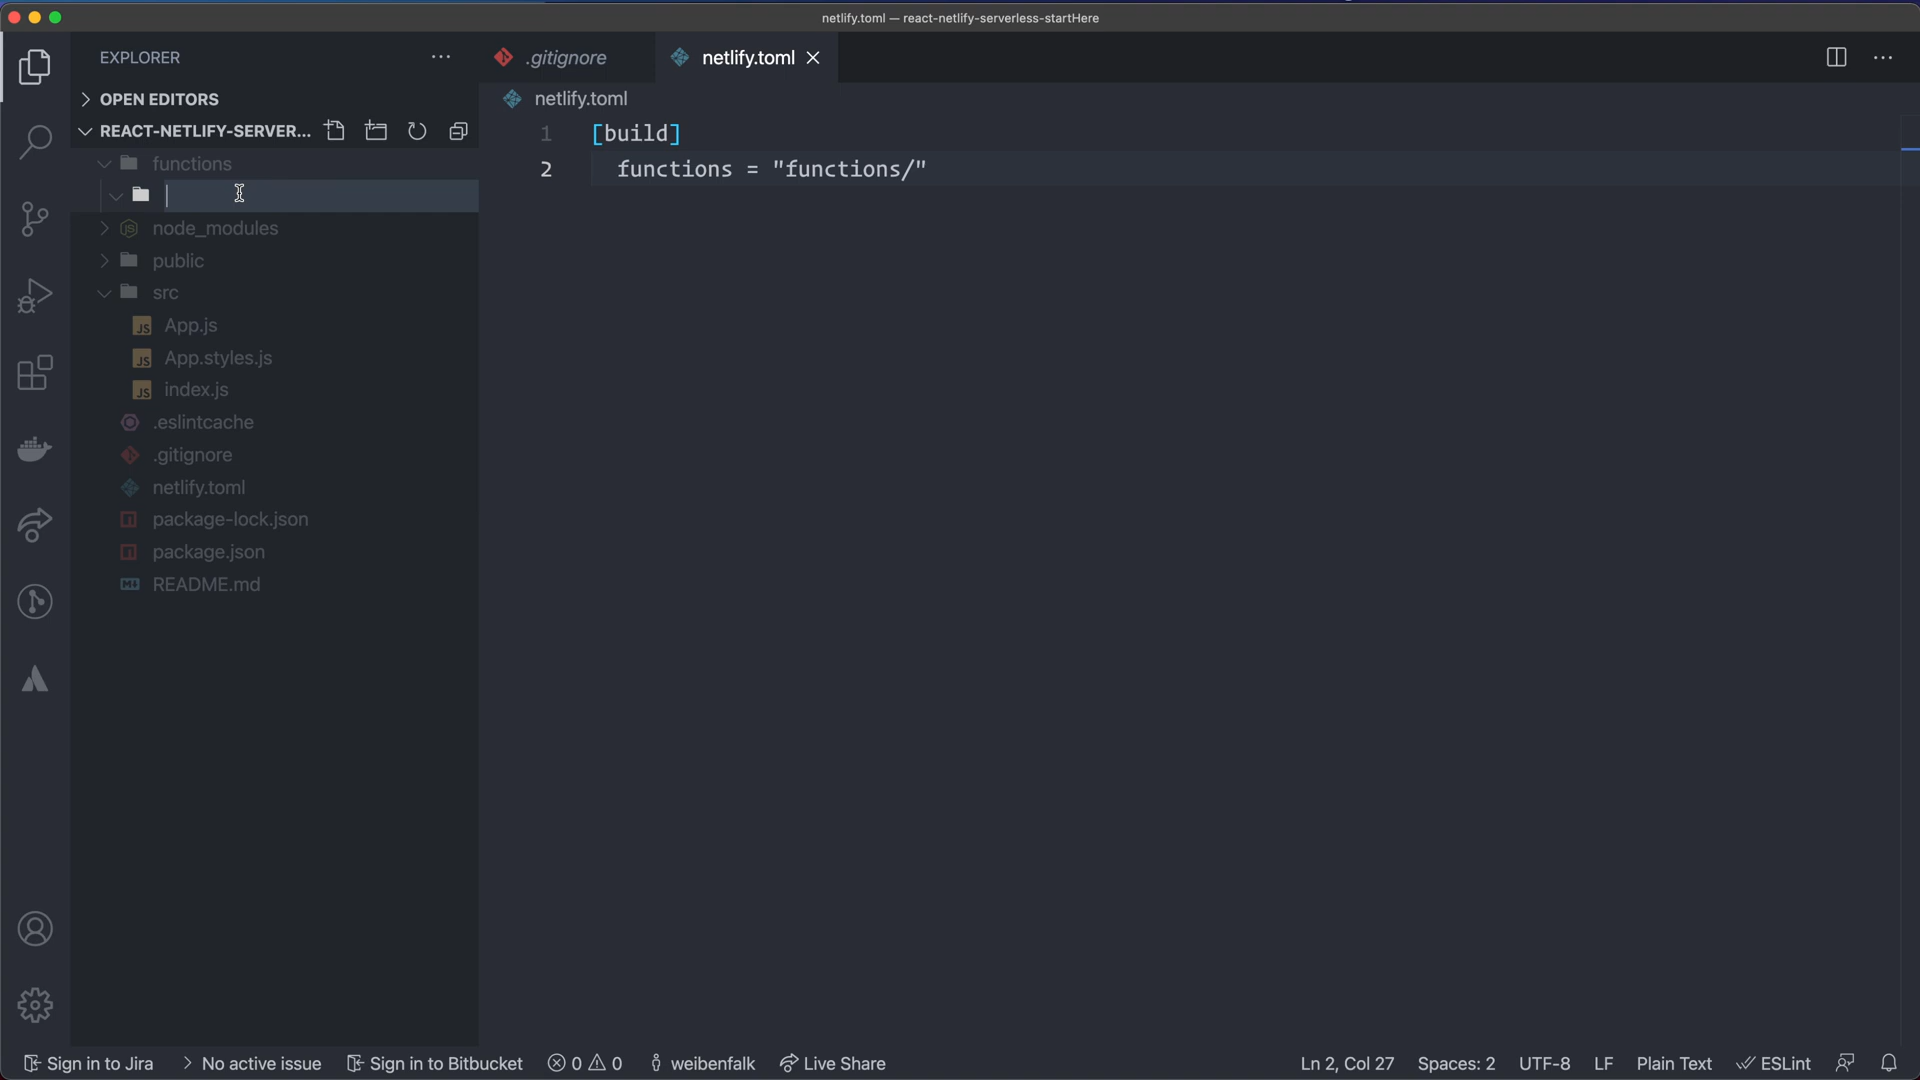 netlify.toml — react-netlify-serverless-startHere
EXPLORER
.gitignore
netlify.toml
OPEN EDITORS
netlify.toml
REACT-NETLIFY-SERVER...
1 [build]
functions
2 functions = "functions/"
node_modules
public
src
JS App.js
JS App.styles.js
JS index.js
.eslintcache
.gitignore
netlify.toml
package-lock.json
package.json
README.md
Sign in to Jira
No active issue
Sign in to Bitbucket
0 0
weibenfalk
Live Share
Ln 2, Col 27
Spaces: 2
UTF-8
LF
Plain Text
ESLint